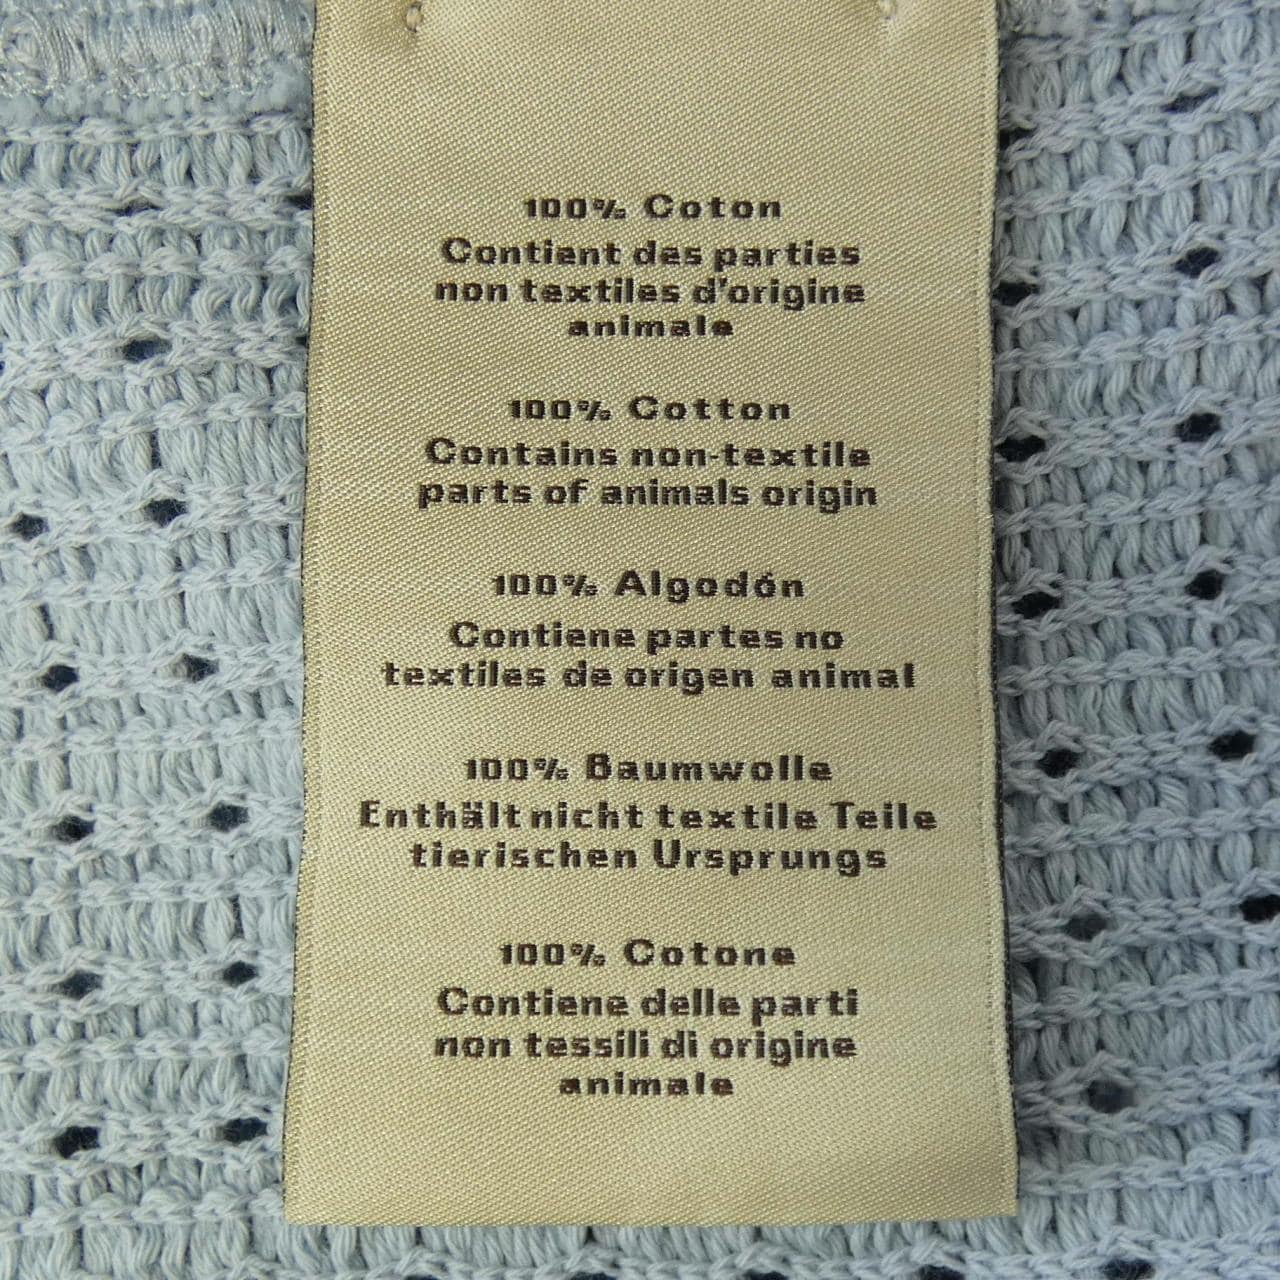 100% Coton
Contient des parties
non textiles d'origine
animale
100% Cotton
Contains non-textile
parts of animals origin
100% Algodón
Contiene partes no
textiles de origen animal
100% Baumwolle
Enthält nicht textile Teile
tierischen Ursprungs
100% Cotone
Contiene delle parti
non tessili di origine
animale